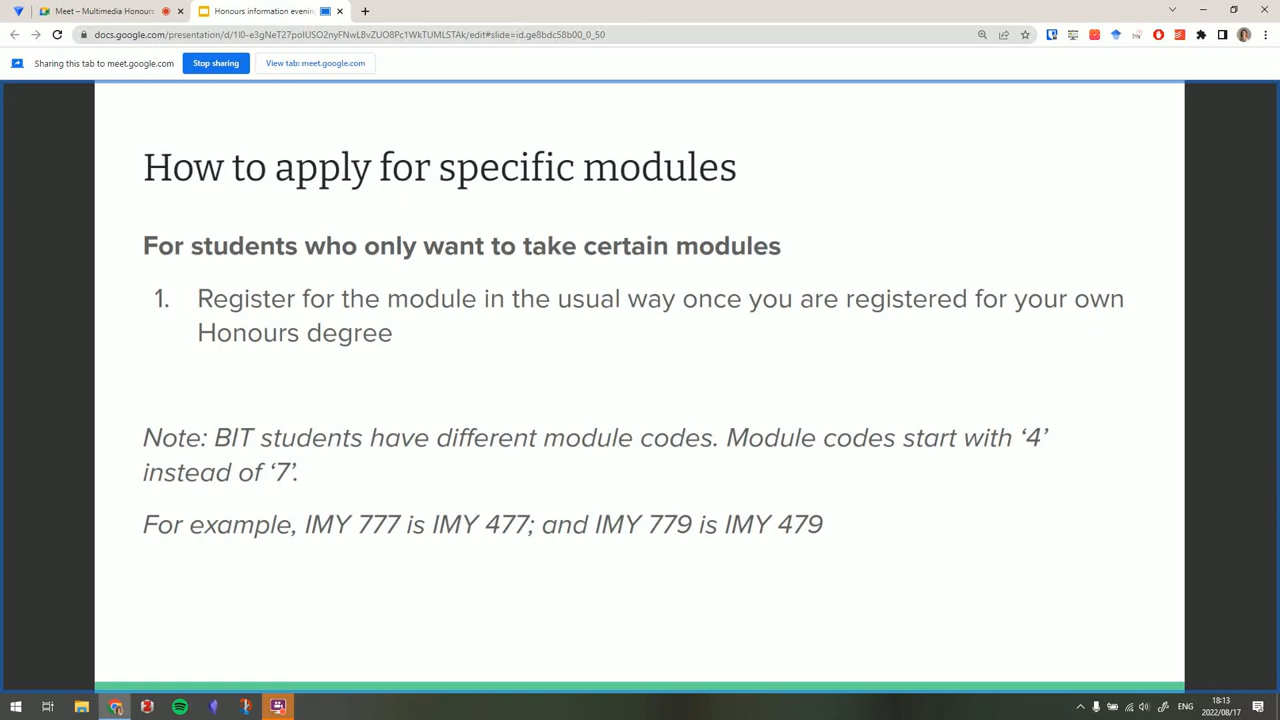 Meet – Multimedia Honours
Honours information evenin
docs.google.com/presentation/d/1I0-e3gNeT27polUSO2nyFNwLBvZUO8Pc1WkTUMLSTAk/edit#slide=id.ge8bdc58b00_0_50
Sharing this tab to meet.google.com
Stop sharing
View tab: meet.google.com
How to apply for specific modules
For students who only want to take certain modules
1. Register for the module in the usual way once you are registered for your own
Honours degree
Note: BIT students have different module codes. Module codes start with ‘4’
instead of ‘7’.
For example, IMY 777 is IMY 477; and IMY 779 is IMY 479
ENG
18:13
2022/08/17